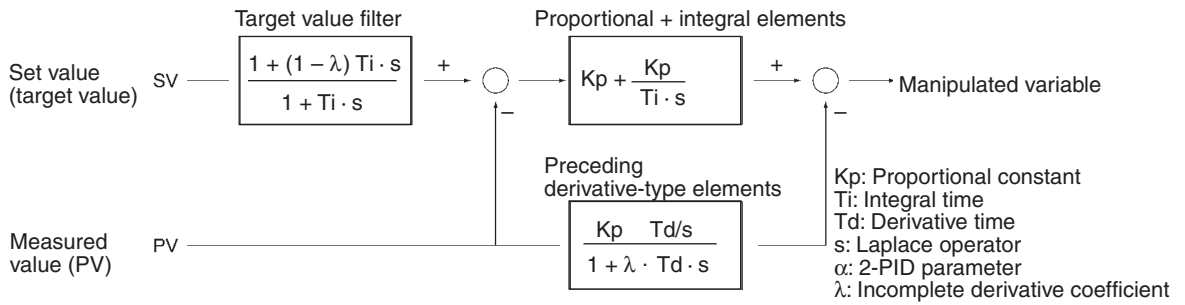 Target value filter
Proportional + integral elements
Set value
(target value)
SV
1 + (1 – λ) Ti · s
1 + Ti · s
+
–
Kp + Kp
Ti · s
+
–
Manipulated variable
Preceding
derivative-type elements
Measured
value (PV)
PV
Kp Td/s
1 + λ · Td · s
Kp: Proportional constant
Ti: Integral time
Td: Derivative time
s: Laplace operator
α: 2-PID parameter
λ: Incomplete derivative coefficient